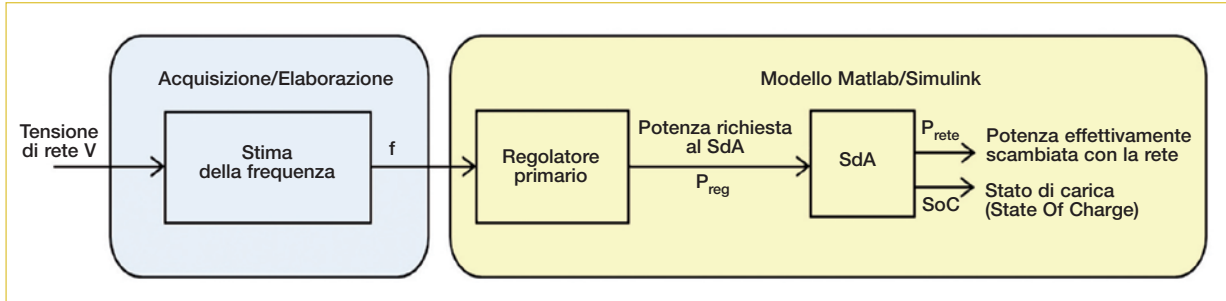 Acquisizione/Elaborazione
Modello Matlab/Simulink
Tensione
di rete V
Stima
della frequenza
f
Regolatore
primario
Potenza richiesta
al SdA
Preg
SdA
Prete
Potenza effettivamente
scambiata con la rete
SoC
Stato di carica
(State Of Charge)